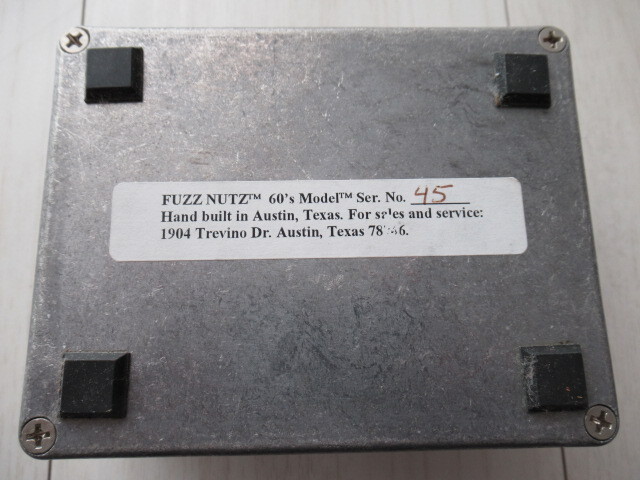 FUZZ NUTZ™ 60's Model™ Ser. No. 45
Hand built in Austin, Texas. For sales and service:
1904 Trevino Dr. Austin, Texas